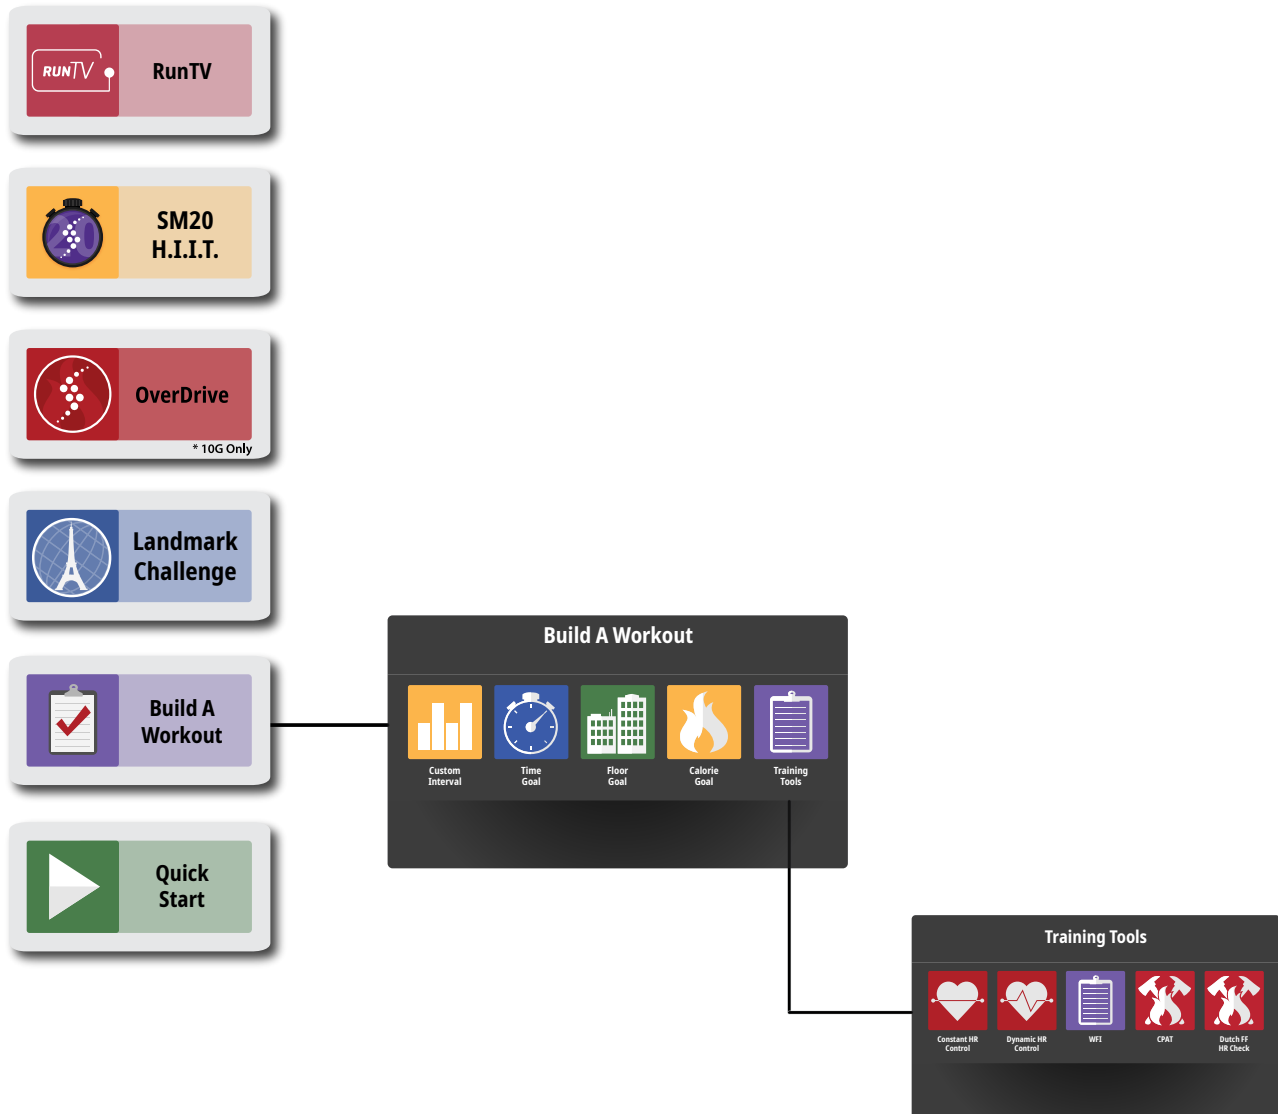 RUNTV
RunTV
20
SM20
H.I.I.T.
OverDrive
* 10G Only
Landmark
Challenge
Build A
Workout
Quick
Start
Build A Workout
Custom
Interval
Time
Goal
Floor
Goal
Calorie
Goal
Training
Tools
Training Tools
Constant HR
Control
Dynamic HR
Control
WFI
CPAT
Dutch FF
HR Check